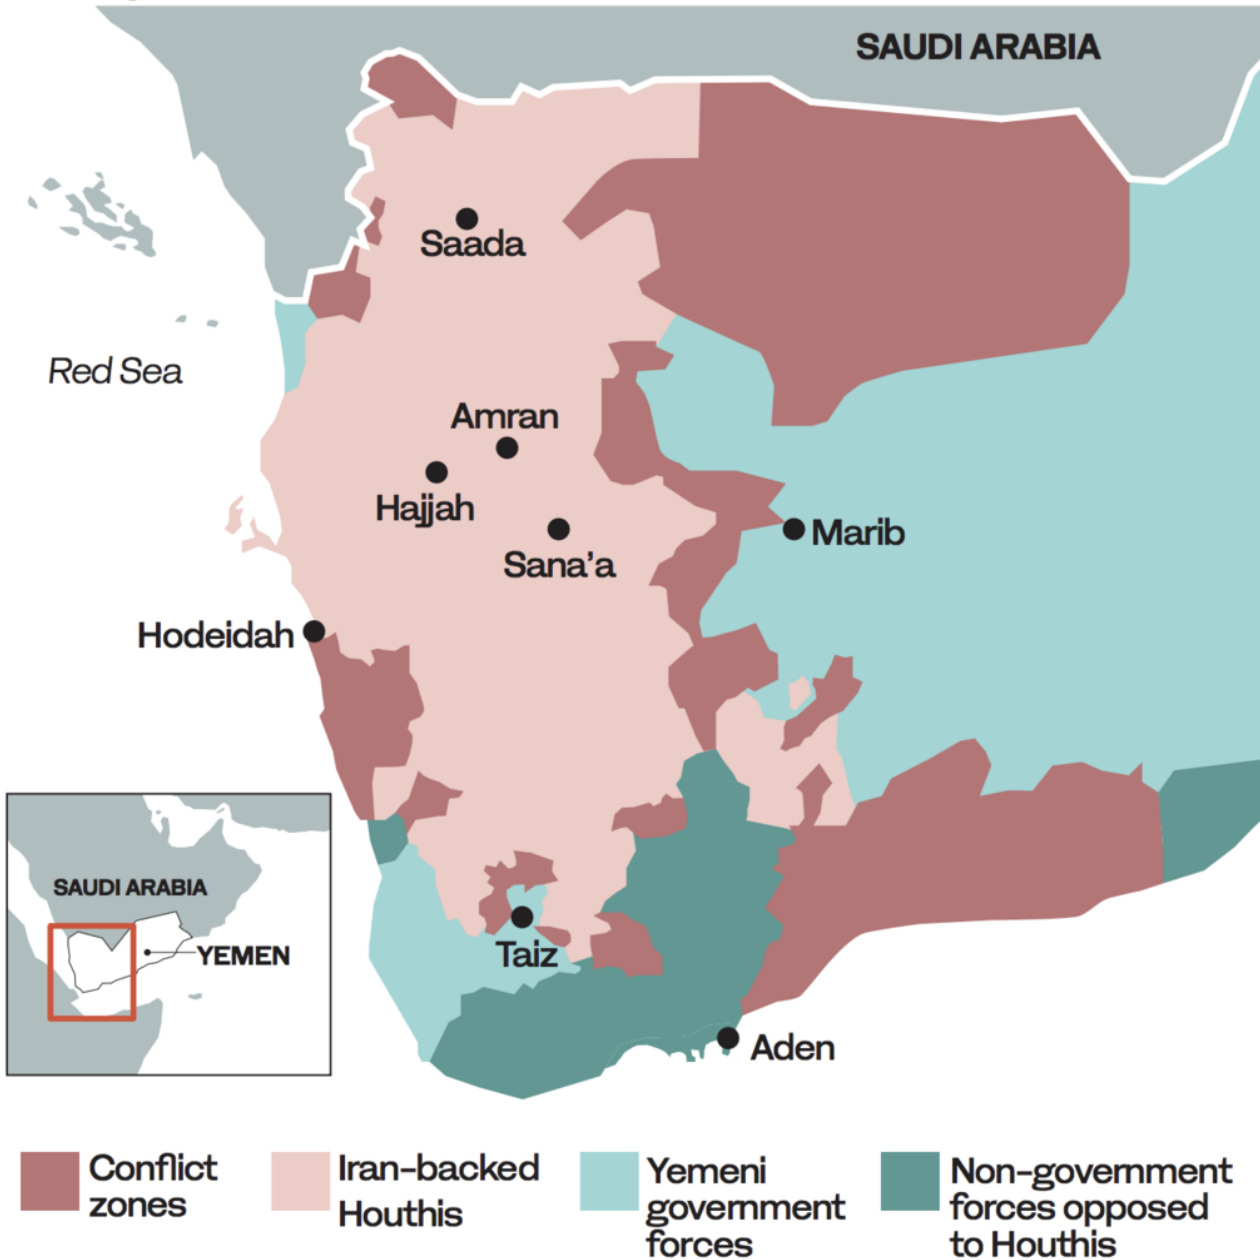 SAUDI ARABIA
Saada
Red Sea
Amran
Hajjah
Marib
Sana’a
Hodeidah
SAUDI ARABIA
YEMEN
Taiz
Aden
Conflict
zones
Iran-backed
Houthis
Yemeni
government
forces
Non-government
forces opposed
to Houthis